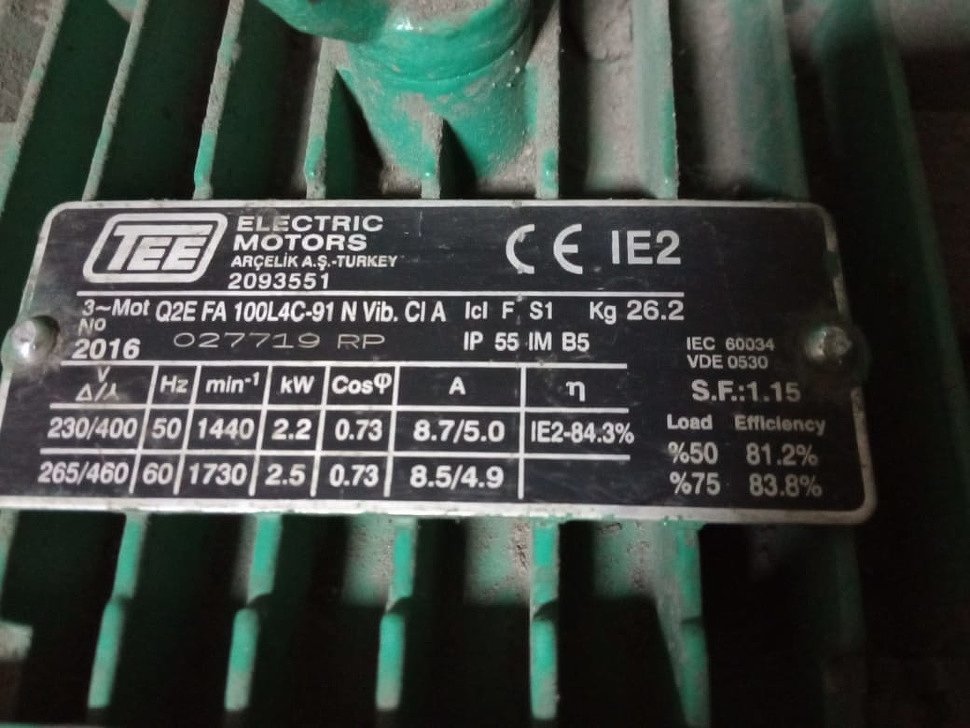 TEE
ELECTRIC
MOTORS
ARÇELİK A.Ş.-TURKEY
2093551
CE IE2
3~Mot Q2E FA 100L4C-91 N Vib. Cl A Icl F S1 Kg 26.2
No
2016 027719 RP IP 55 IM B5
IEC 60034
VDE 0530
S.F.:1.15
V
Δ/⅄ Hz min-1 kW Cosφ A η
230/400 50 1440 2.2 0.73 8.7/5.0 IE2-84.3%
265/460 60 1730 2.5 0.73 8.5/4.9
Load Efficiency
%50 81.2%
%75 83.8%